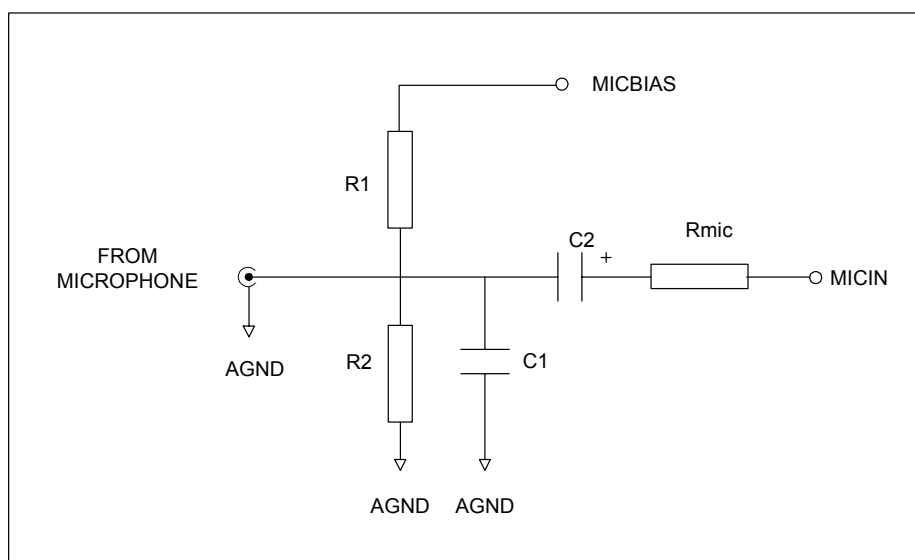 MICBIAS
R1
Rmic
C2
+
FROM
MICROPHONE
MICIN
AGND
R2
C1
AGND
AGND